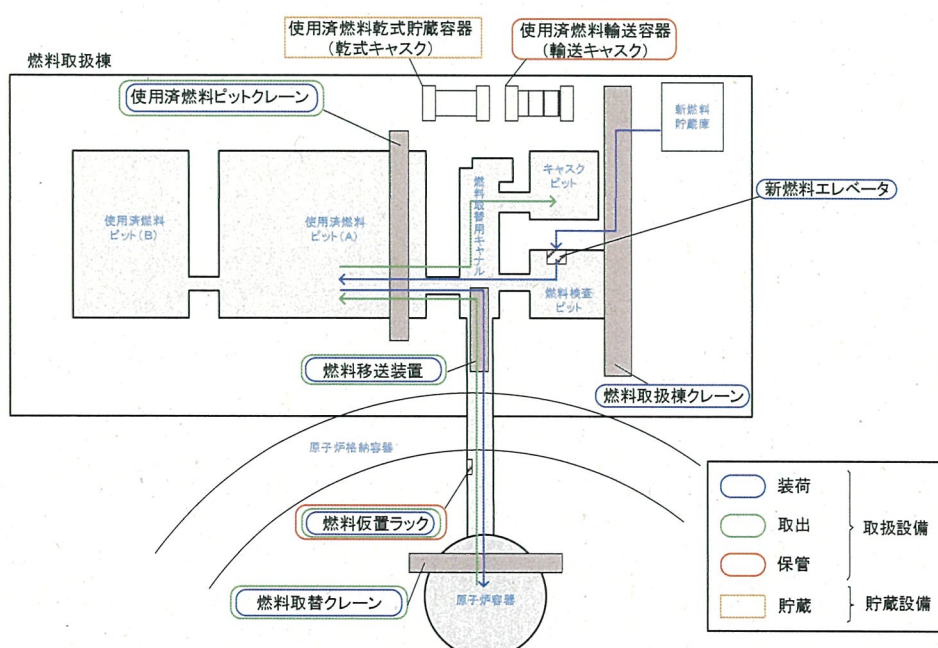 使用済燃料乾式貯蔵容器
(乾式キャスク)
使用済燃料輸送容器
(輸送キャスク)
燃料取扱棟
使用済燃料ピットクレーン
新燃料
貯蔵庫
キャスク
ピット
燃料取替用キャナル
新燃料エレベータ
使用済燃料
ピット(B)
使用済燃料
ピット(A)
燃料検査
ピット
燃料移送装置
燃料取扱棟クレーン
原子炉格納容器
燃料仮置ラック
燃料取替クレーン
原子炉容器
装荷
取出
保管
取扱設備
貯蔵
貯蔵設備